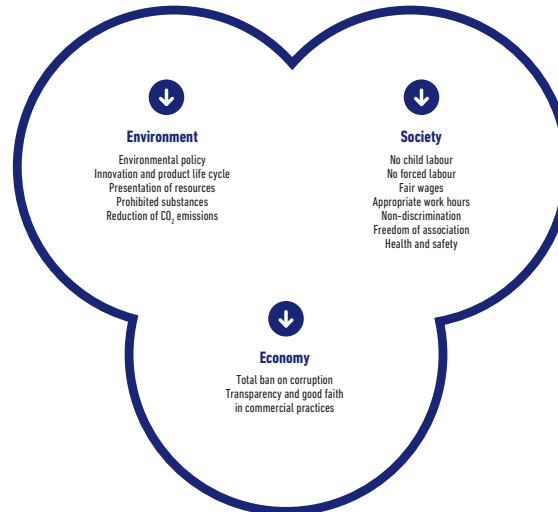 Environment
Environmental policy
Innovation and product life cycle
Presentation of resources
Prohibited substances
Reduction of CO₂ emissions
Society
No child labour
No forced labour
Fair wages
Appropriate work hours
Non-discrimination
Freedom of association
Health and safety
Economy
Total ban on corruption
Transparency and good faith
in commercial practices